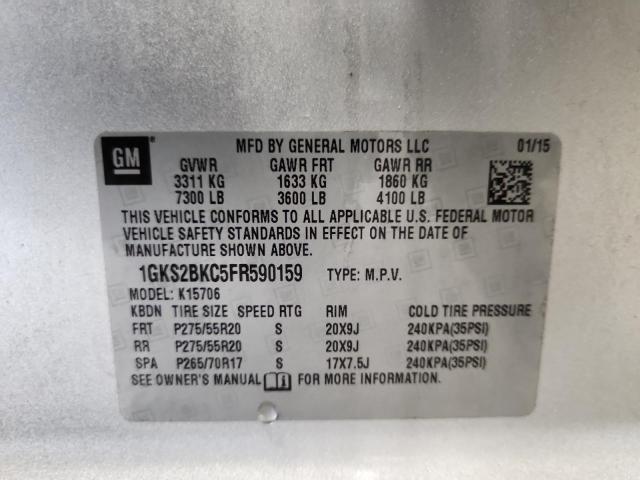 GM
MFD BY GENERAL MOTORS LLC 01/15
GVWR GAWR FRT GAWR RR
3311 KG 1633 KG 1860 KG
7300 LB 3600 LB 4100 LB
THIS VEHICLE CONFORMS TO ALL APPLICABLE U.S. FEDERAL MOTOR
VEHICLE SAFETY STANDARDS IN EFFECT ON THE DATE OF
MANUFACTURE SHOWN ABOVE.
1GKS2BKC5FR590159 TYPE: M.P.V.
MODEL: K15706
KBDN TIRE SIZE SPEED RTG RIM COLD TIRE PRESSURE
FRT P275/55R20 S 20X9J 240KPA(35PSI)
RR P275/55R20 S 20X9J 240KPA(35PSI)
SPA P265/70R17 S 17X7.5J 240KPA(35PSI)
SEE OWNER'S MANUAL FOR MORE INFORMATION.